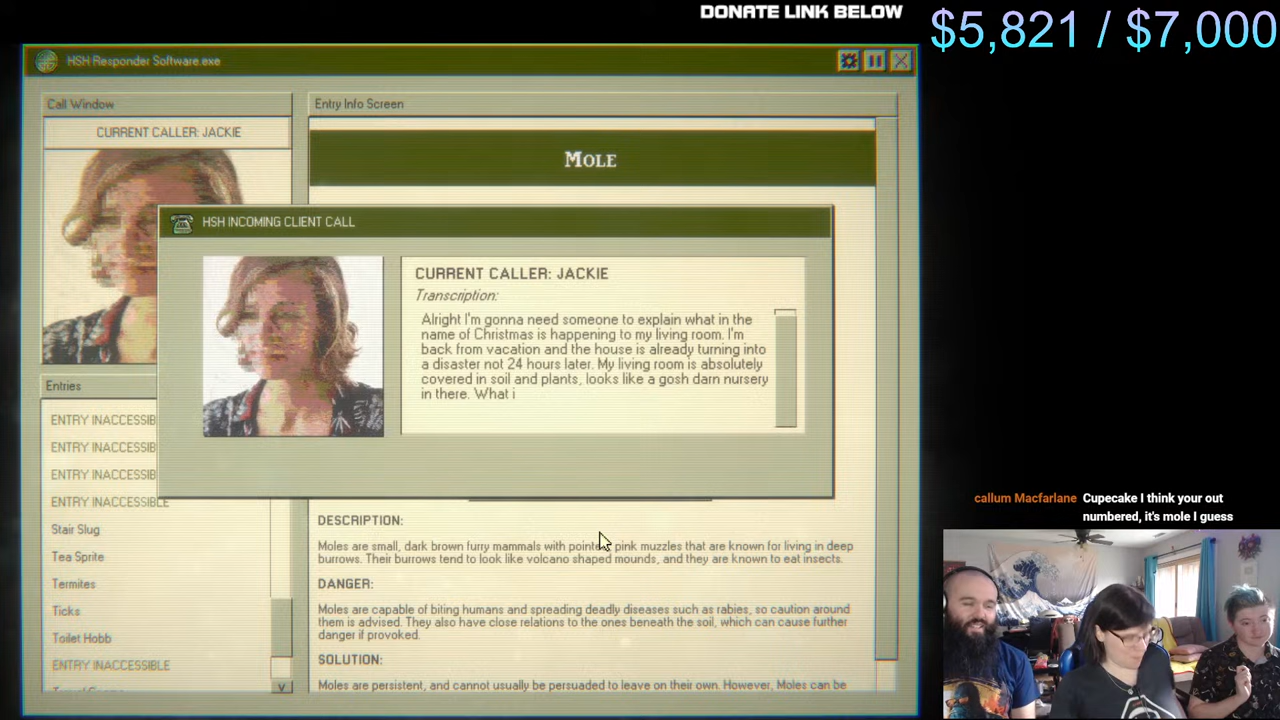 DONATE LINK BELOW
$5,821 / $7,000
HSH Responder Software.exe
Call Window
Entry Info Screen
CURRENT CALLER: JACKIE
MOLE
HSH INCOMING CLIENT CALL
CURRENT CALLER: JACKIE
Transcription:
Alright I'm gonna need someone to explain what in the
name of Christmas is happening to my living room. I'm
back from vacation and the house is already turning into
a disaster not 24 hours later. My living room is absolutely
covered in soil and plants, looks like a gosh darn nursery
in there. What i
Entries
ENTRY INACCESSIB
ENTRY INACCESSIB
ENTRY INACCESSIB
ENTRY INACCESSIBLE
Stair Slug
Tea Sprite
Termites
Ticks
Toilet Hobb
ENTRY INACCESSIBLE
DESCRIPTION:
Moles are small, dark brown furry mammals with pointe pink muzzles that are known for living in deep
burrows. Their burrows tend to look like volcano shaped mounds, and they are known to eat insects.
DANGER:
Moles are capable of biting humans and spreading deadly diseases such as rabies, so caution around
them is advised. They also have close relations to the ones beneath the soil, which can cause further
danger if provoked.
SOLUTION:
Moles are persistent, and cannot usually be persuaded to leave on their own. However, Moles can be
callum Macfarlane Cupecake I think your out
numbered, it's mole I guess